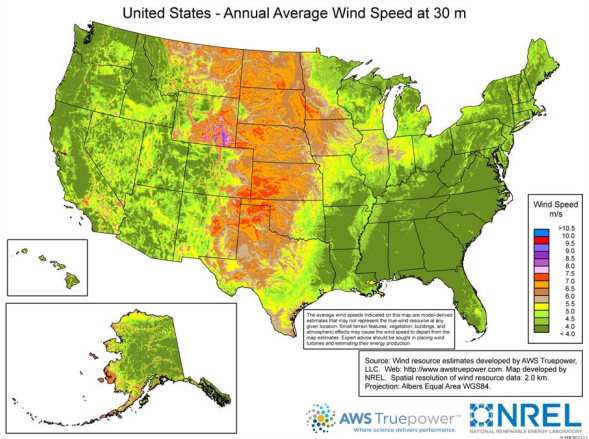 United States - Annual Average Wind Speed at 30 m
Wind Speed
m/s
>10.5
10.0
9.5
9.0
8.5
8.0
7.5
7.0
6.5
6.0
5.5
5.0
4.5
4.0
< 4.0
The average wind speeds indicated on this map are model-derived
estimates that may not represent the true wind resource at any
given location. Small terrain features, vegetation, buildings, and
atmospheric effects may cause the wind speed to depart from the
map estimates. Expert advice should be sought in placing wind
turbines and estimating their energy production.
Source: Wind resource estimates developed by AWS Truepower,
LLC. Web: http://www.awstruepower.com. Map developed by
NREL. Spatial resolution of wind resource data: 2.0 km.
Projection: Albers Equal Area WGS84.
AWS Truepower™
Where science delivers performance.
NREL
NATIONAL RENEWABLE ENERGY LABORATORY